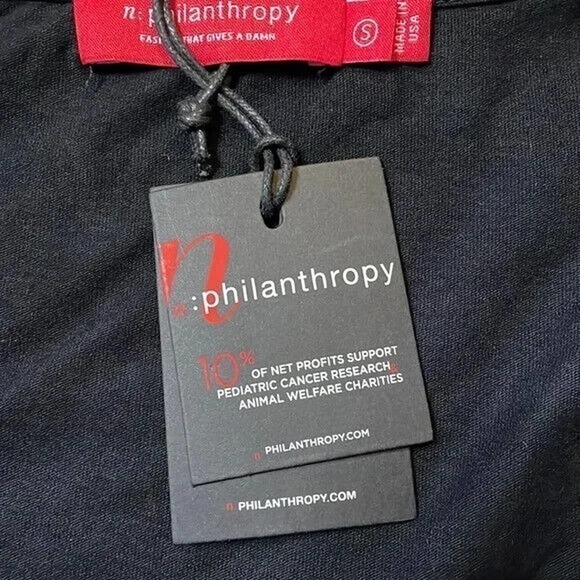 n: philanthropy
THAT GIVES A DAMN
S
MADE IN
USA
n
:philanthropy
10% OF NET PROFITS SUPPORT
PEDIATRIC CANCER RESEARCH&
ANIMAL WELFARE CHARITIES
n PHILANTHROPY.COM
n PHILANTHROPY.COM